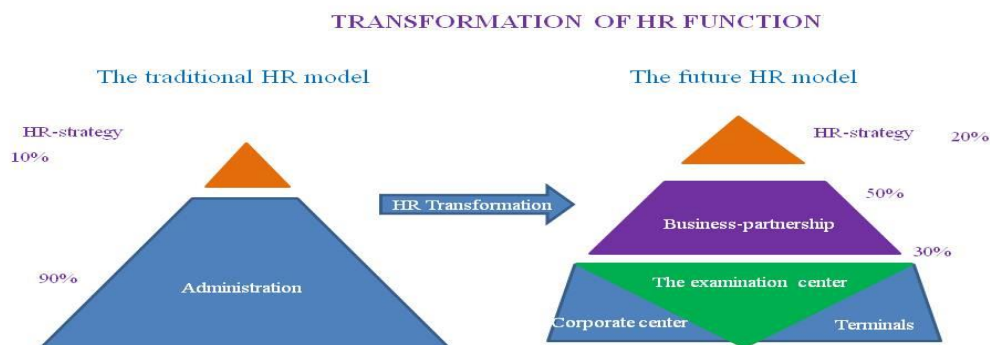 TRANSFORMATION OF HR FUNCTION
The traditional HR model
HR-strategy
10%
90%
Administration
HR Transformation
The future HR model
HR-strategy
20%
50%
Business-partnership
30%
The examination center
Corporate center
Terminals